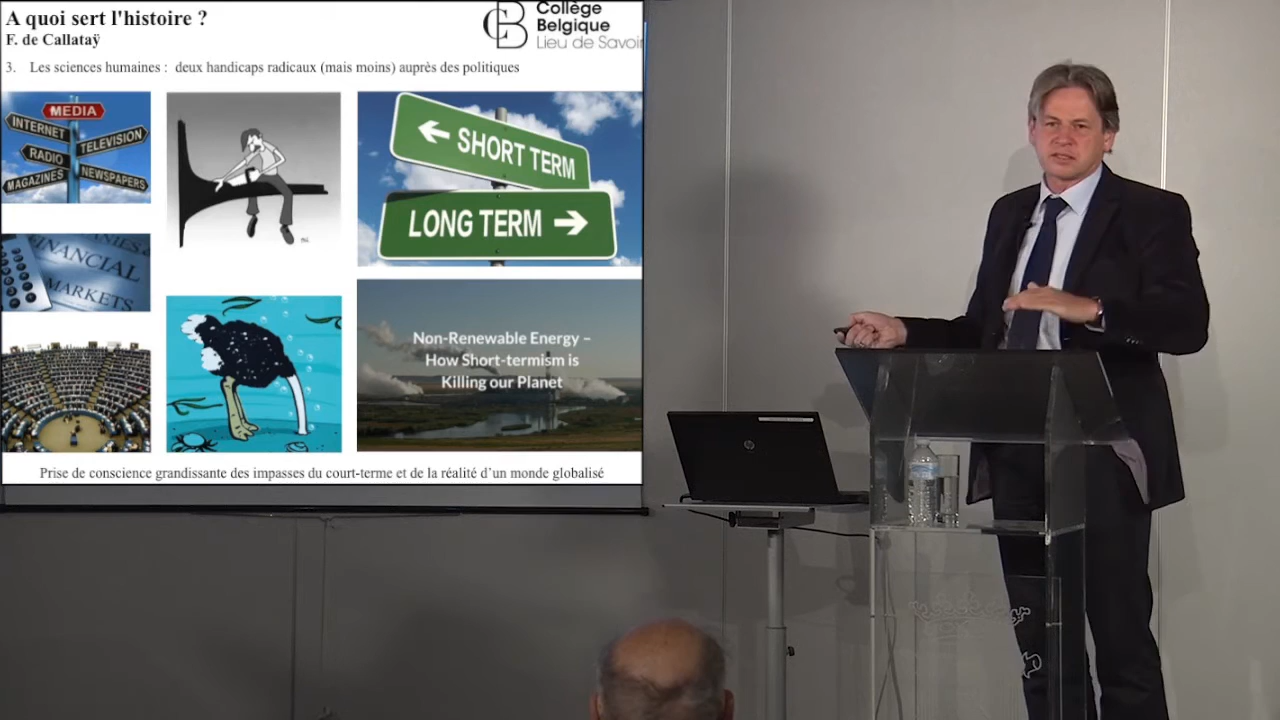 A quoi sert l'histoire ?
F. de Callataÿ
Collège
Belgique
Lieu de Savoir
3. Les sciences humaines : deux handicaps radicaux (mais moins) auprès des politiques
MEDIA
INTERNET
TELEVISION
RADIO
MAGAZINES
NEWSPAPERS
FINANCIAL
MARKETS
SHORT TERM
LONG TERM
Non-Renewable Energy –
How Short-termism is
Killing our Planet
Prise de conscience grandissante des impasses du court-terme et de la réalité d'un monde globalisé
hp